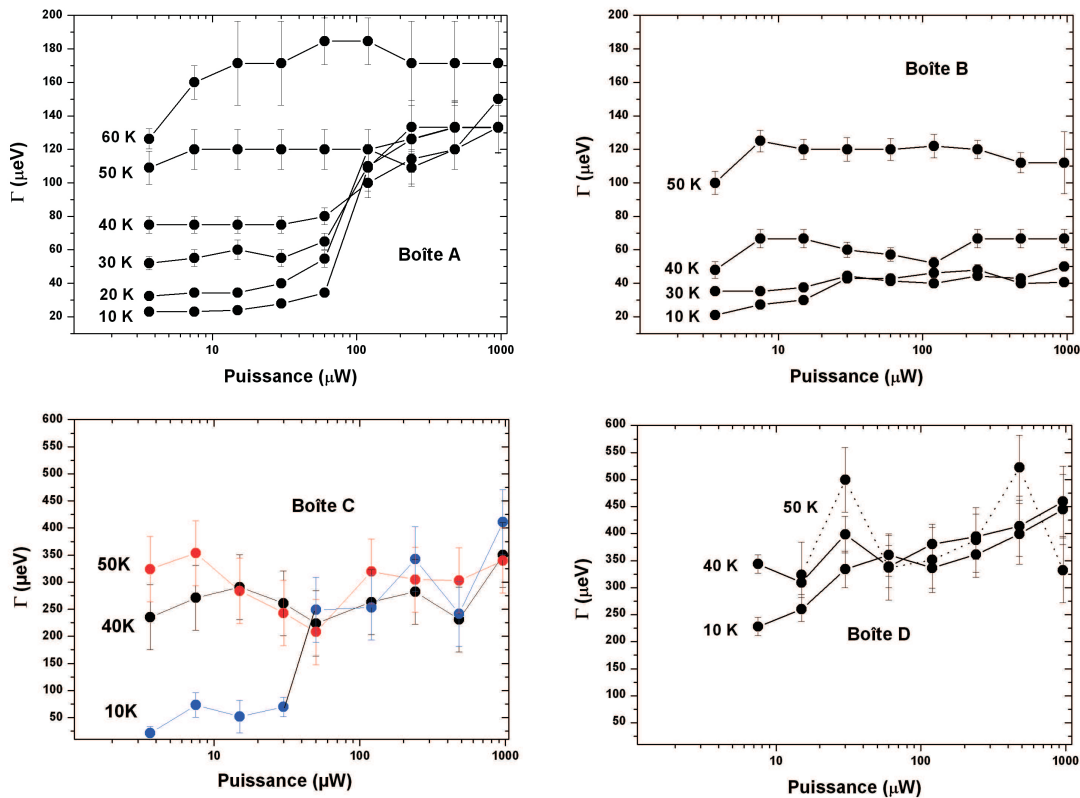 200
180
160
140
120
100
80
60
40
20
Γ (µeV)
60 K
50 K
40 K
30 K
20 K
10 K
Boîte A
10
100
1000
Puissance (µW)
200
180
160
140
120
100
80
60
40
20
Γ (µeV)
50 K
40 K
30 K
10 K
Boîte B
10
100
1000
Puissance (µW)
600
550
500
450
400
350
300
250
200
150
100
50
Γ (µeV)
Boîte C
50K
40K
10K
10
100
1000
Puissance (µW)
600
550
500
450
400
350
300
250
200
150
100
50
Γ (µeV)
50 K
40 K
10 K
Boîte D
10
100
1000
Puissance (µW)